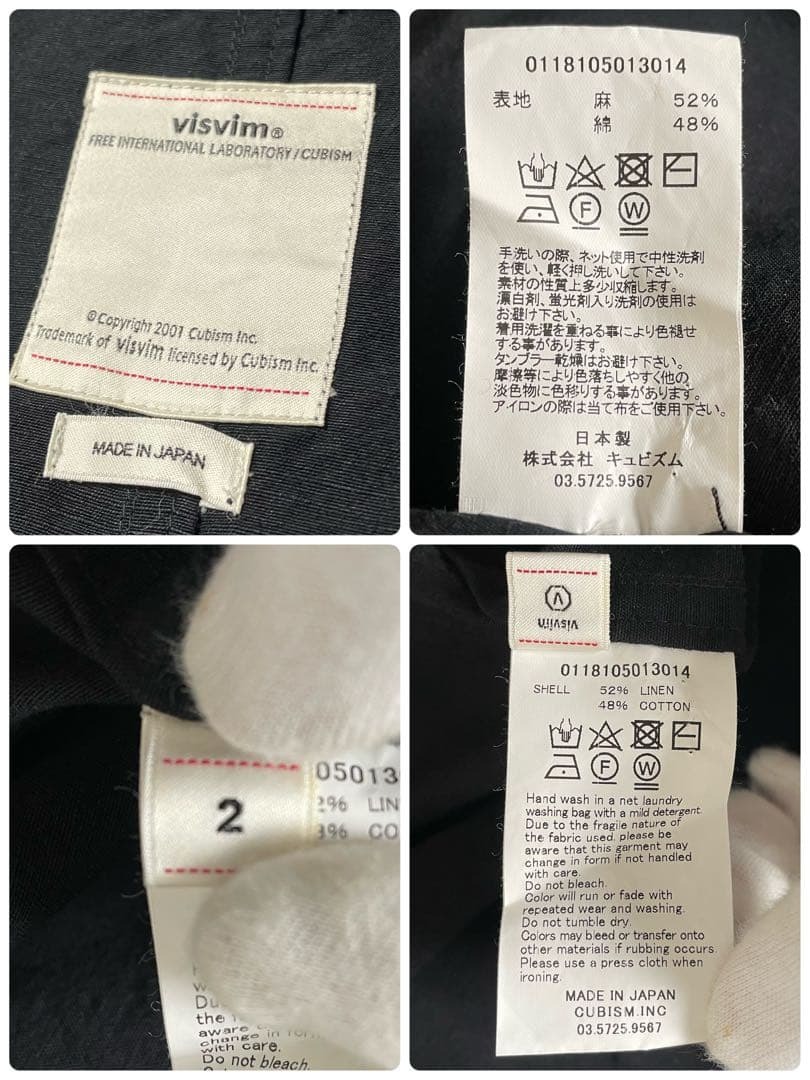 visvim®
FREE INTERNATIONAL LABORATORY / CUBISM
© Copyright 2001 Cubism Inc.
Trademark of visvim licensed by Cubism Inc.
MADE IN JAPAN
0118105013014
表地 麻 52%
綿 48%
F W
手洗いの際、ネット使用で中性洗剤
を使い、軽く押し洗いして下さい。
素材の性質上多少収縮します。
漂白剤、蛍光剤入り洗剤の使用は
お避け下さい。
着用洗濯を重ねる事により色褪せ
する事があります。
タンブラー乾燥はお避け下さい。
摩擦等により色落ちしやすく他の
淡色物に色移りする事があります。
アイロンの際は当て布をご使用下さい。
日本製
株式会社 キュビズム
03.5725.9567
2
05013
% LIN
% CO
the
aware
change in form
with care.
Do not bleach.
visvim
0118105013014
SHELL 52% LINEN
48% COTTON
F W
Hand wash in a net laundry
washing bag with a mild detergent.
Due to the fragile nature of
the fabric used, please be
aware that this garment may
change in form if not handled
with care.
Do not bleach.
Color will run or fade with
repeated wear and washing.
Do not tumble dry.
Colors may bleed or transfer onto
other materials if rubbing occurs.
Please use a press cloth when
ironing.
MADE IN JAPAN
CUBISM.INC
03.5725.9567